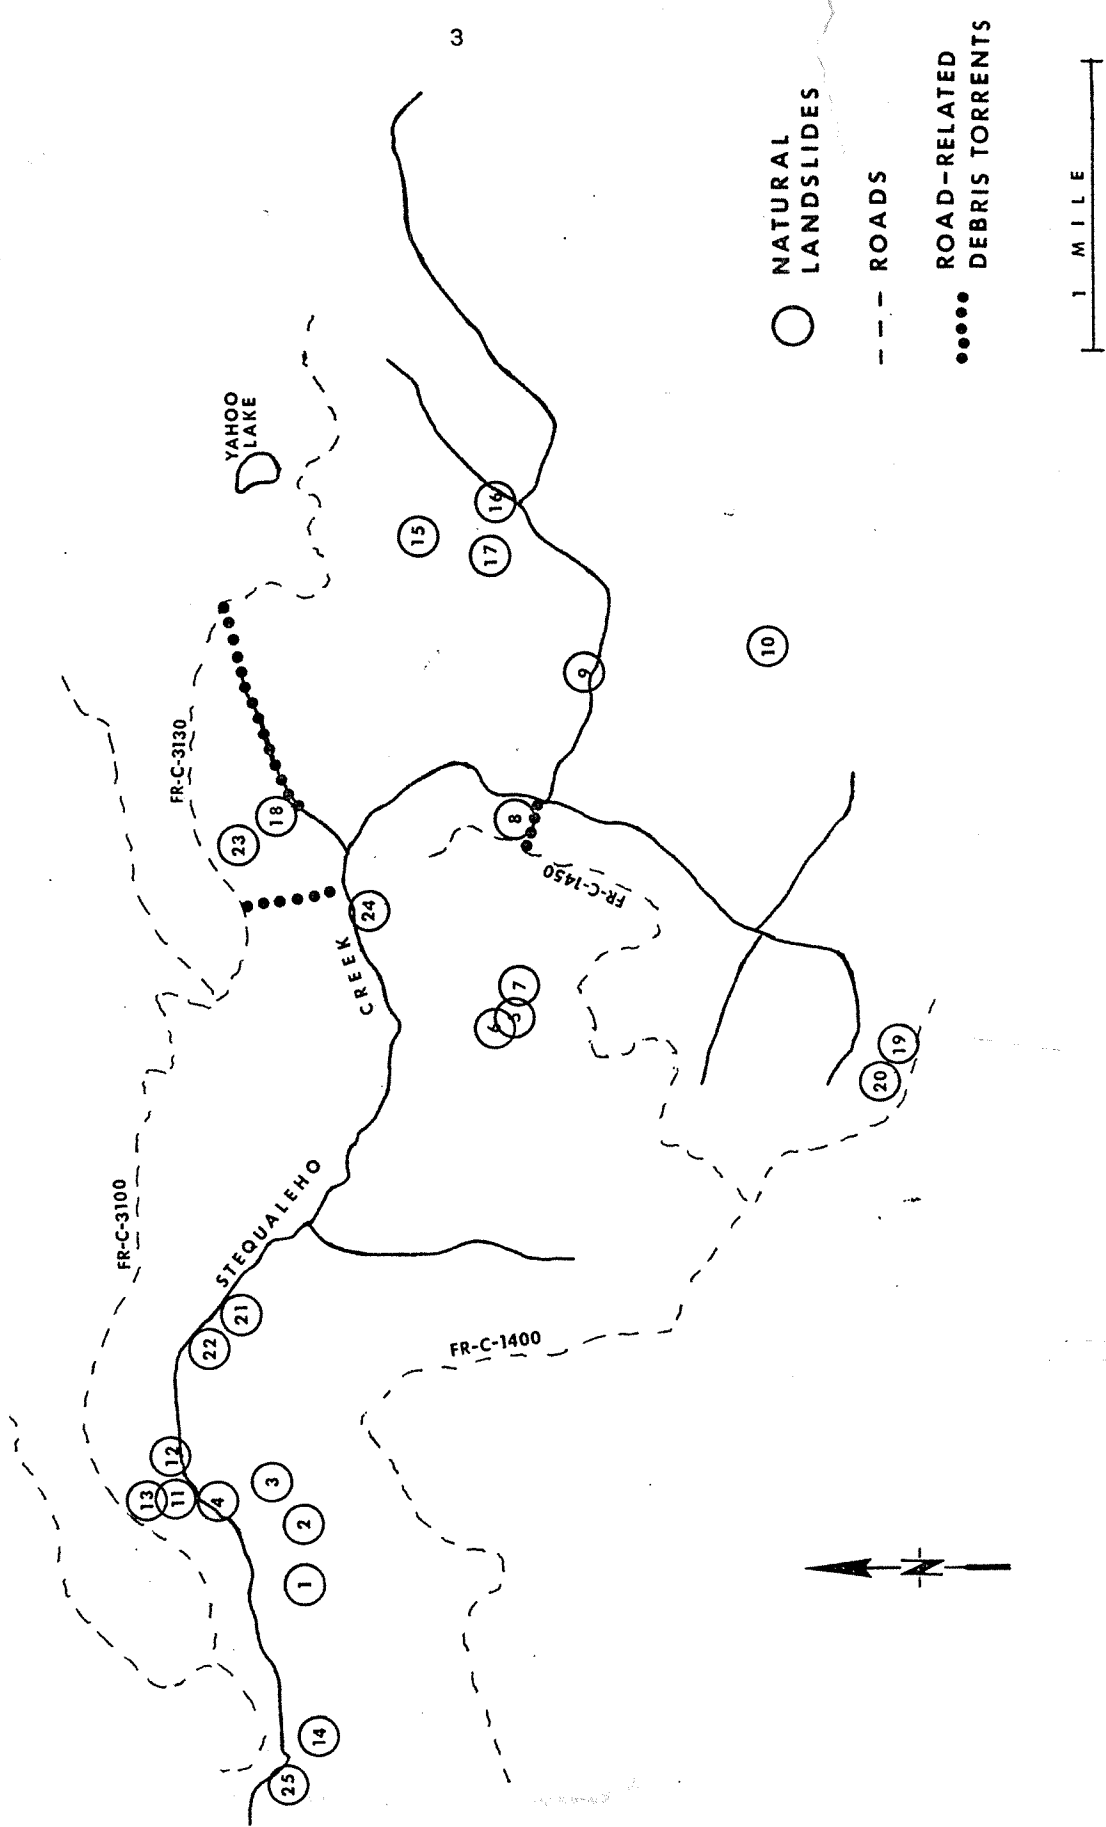 3
YAHOO
LAKE
FR-C-3130
FR-C-3100
CREEK
STEQUALEHO
FR-C-1450
FR-C-1400
13
11
12
4
3
2
1
22
21
14
25
23
18
24
8
6
5
7
9
10
15
16
17
19
20
N
NATURAL
LANDSLIDES
ROADS
ROAD-RELATED
DEBRIS TORRENTS
1 MILE